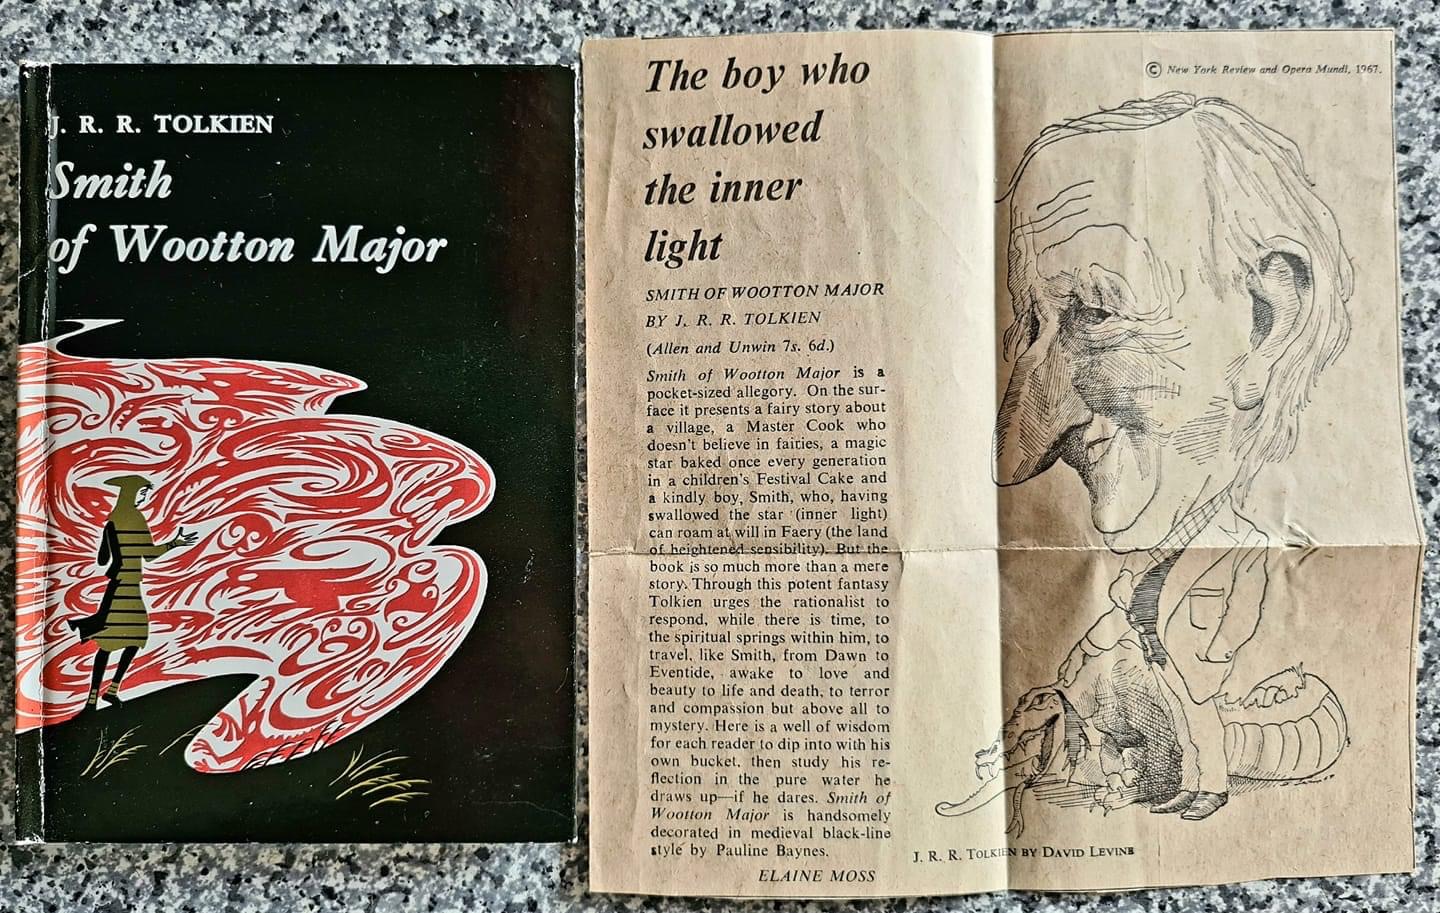 J. R. R. TOLKIEN
Smith
of Wootton Major
The boy who
swallowed
the inner
light
SMITH OF WOOTTON MAJOR
BY J. R. R. TOLKIEN
(Allen and Unwin 7s. 6d.)
Smith of Wootton Major is a
pocket-sized allegory. On the sur-
face it presents a fairy story about
a village, a Master Cook who
doesn't believe in fairies, a magic
star baked once every generation
in a children's Festival Cake and
a kindly boy, Smith, who, having
swallowed the star (inner light)
can roam at will in Faery (the land
of heightened sensibility). But the
book is so much more than a mere
story. Through this potent fantasy
Tolkien urges the rationalist to
respond, while there is time, to
the spiritual springs within him, to
travel, like Smith, from Dawn to
Eventide, awake to love and
beauty to life and death, to terror
and compassion but above all to
mystery. Here is a well of wisdom
for each reader to dip into with his
own bucket, then study his re-
flection in the pure water he
draws up—if he dares. Smith of
Wootton Major is handsomely
decorated in medieval black-line
style by Pauline Baynes.
ELAINE MOSS
© New York Review and Opera Mundi, 1967.
J. R. R. TOLKIEN BY DAVID LEVINE